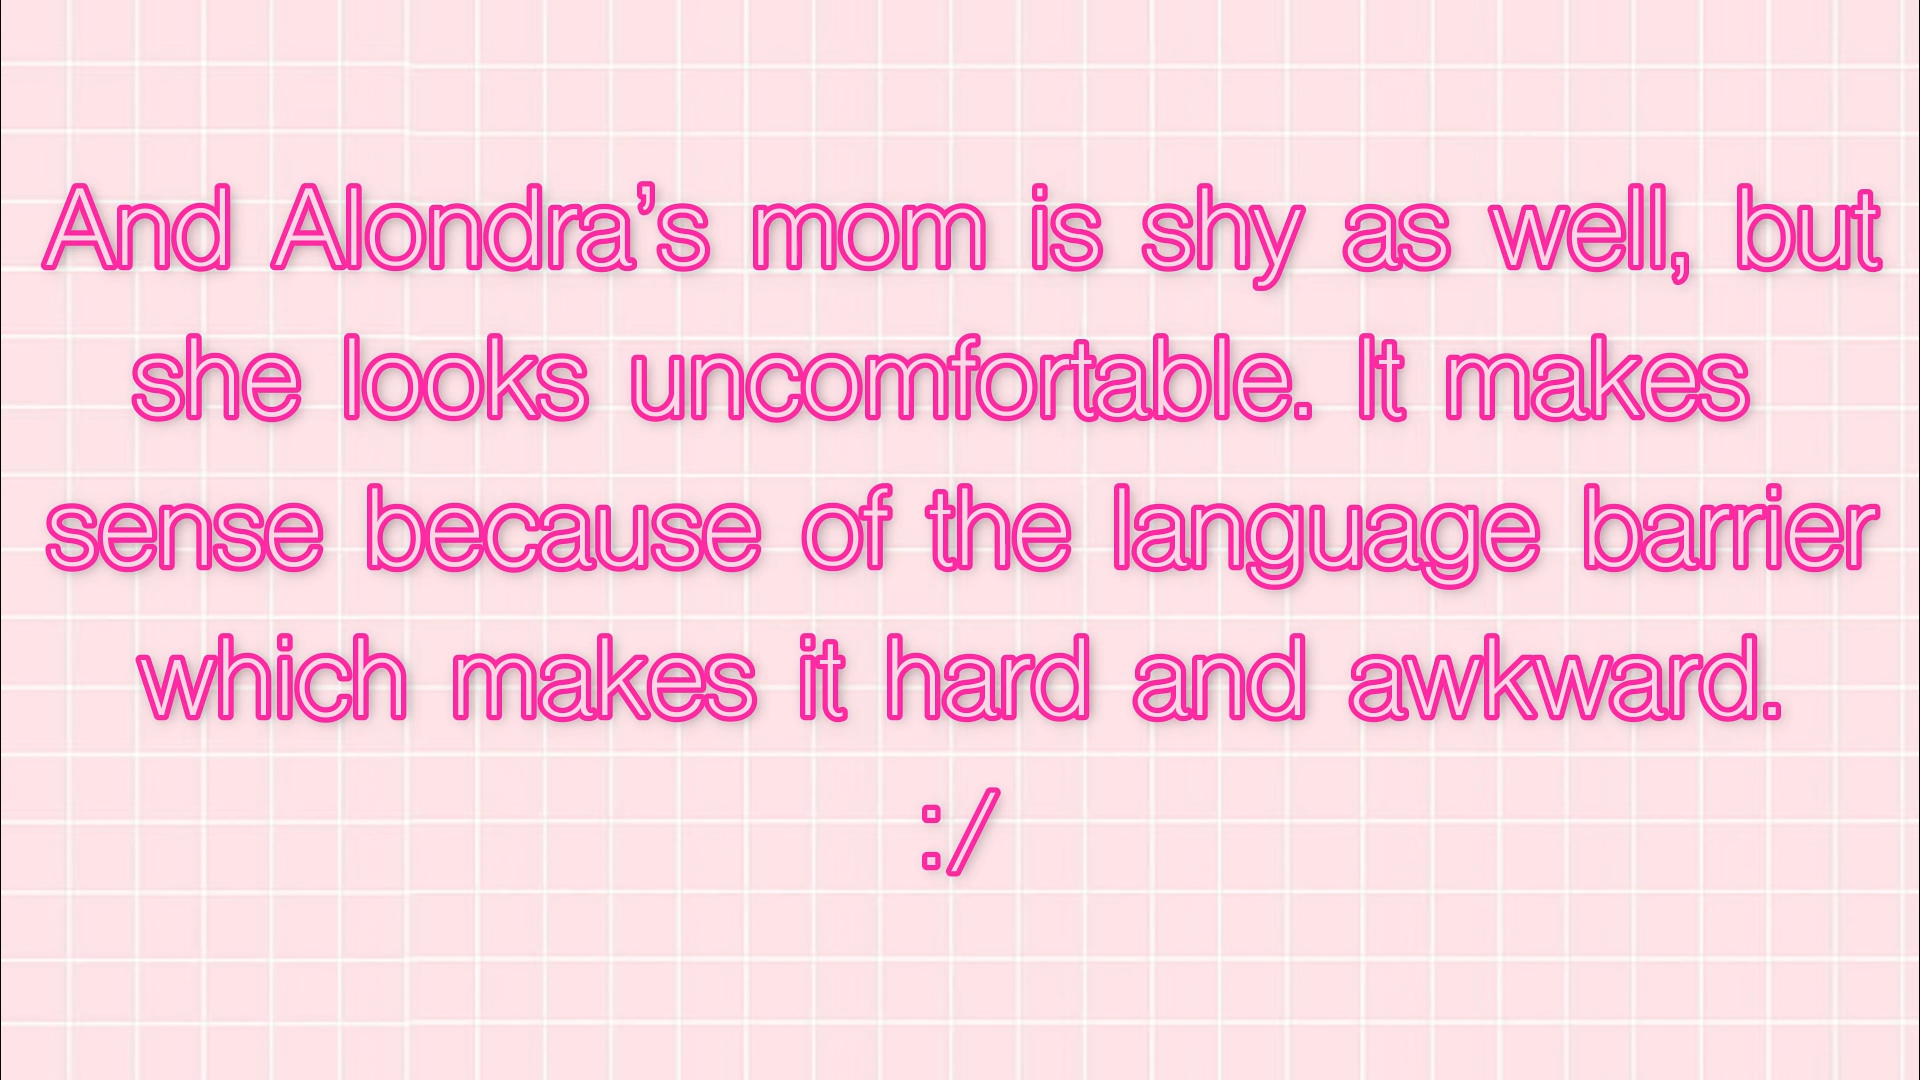 And Alondra’s mom is shy as well, but
she looks uncomfortable. It makes
sense because of the language barrier
which makes it hard and awkward.
:/